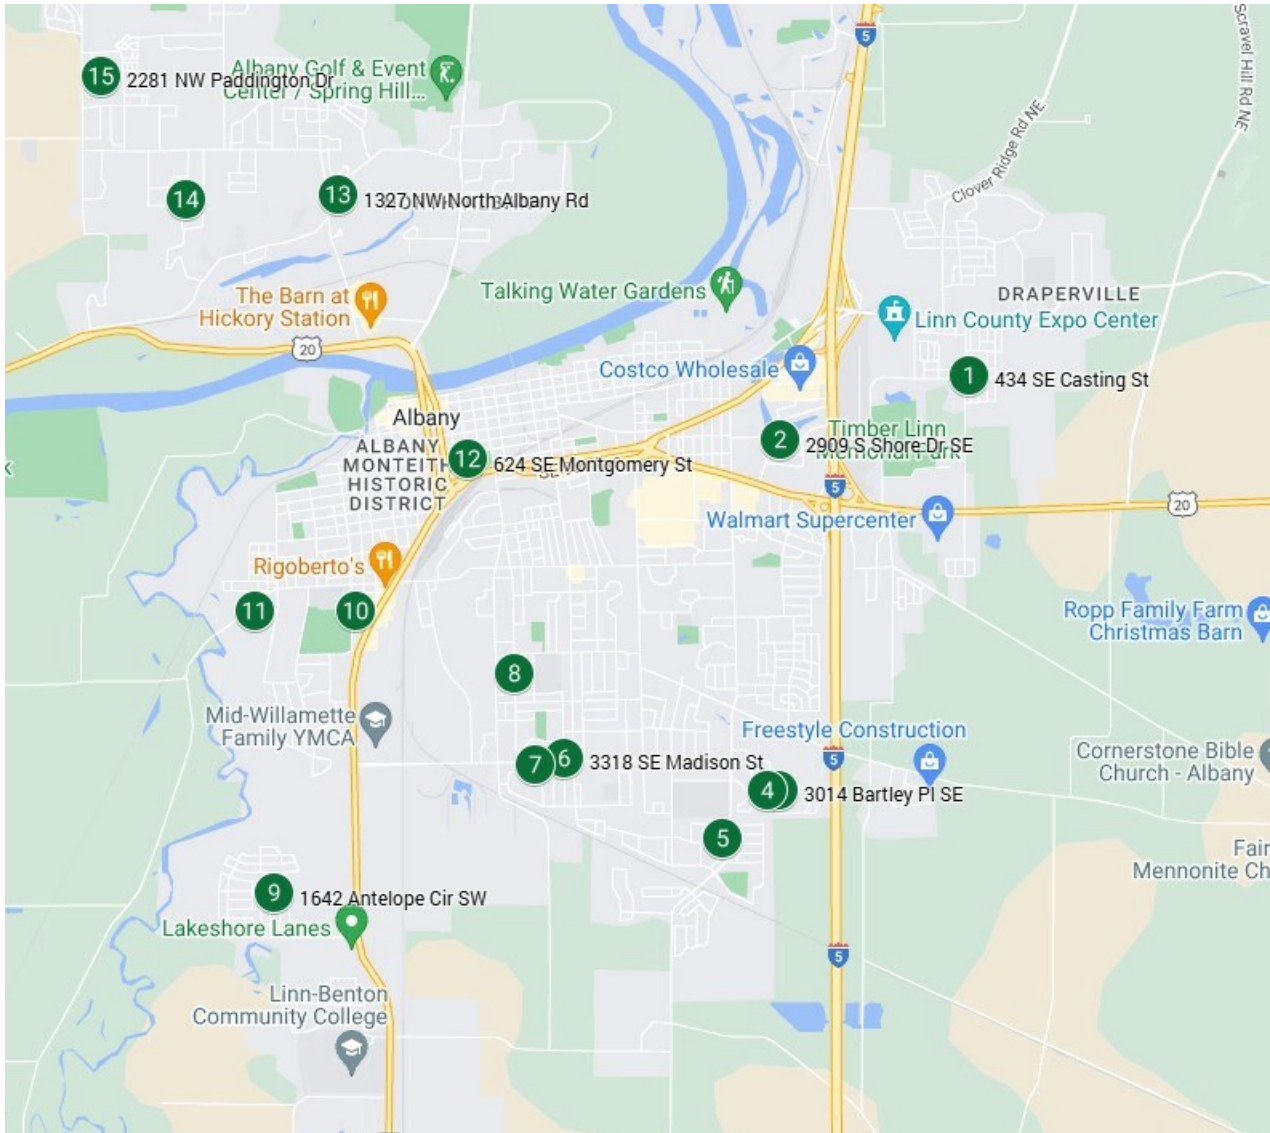 5
Scravel Hill Rd NE
15
2281 NW Paddington Dr
Albany Golf & Event
Center / Spring Hill...
Clover Ridge Rd NE
14
13
1327 NW North Albany Rd
Talking Water Gardens
The Barn at
Hickory Station
20
DRAPERVILLE
Linn County Expo Center
Costco Wholesale
1
434 SE Casting St
Albany
2
2909 S Shore Dr SE
Timber Linn
Memorial Park
ALBANY
MONTEITH
HISTORIC
DISTRICT
12
624 SE Montgomery St
5
20
Walmart Supercenter
Rigoberto's
11
10
Ropp Family Farm
Christmas Barn
8
Mid-Willamette
Family YMCA
Freestyle Construction
7
6
3318 SE Madison St
5
Cornerstone Bible
Church - Albany
4
3014 Bartley Pl SE
5
Fair
Mennonite Ch
9
1642 Antelope Cir SW
Lakeshore Lanes
5
Linn-Benton
Community College